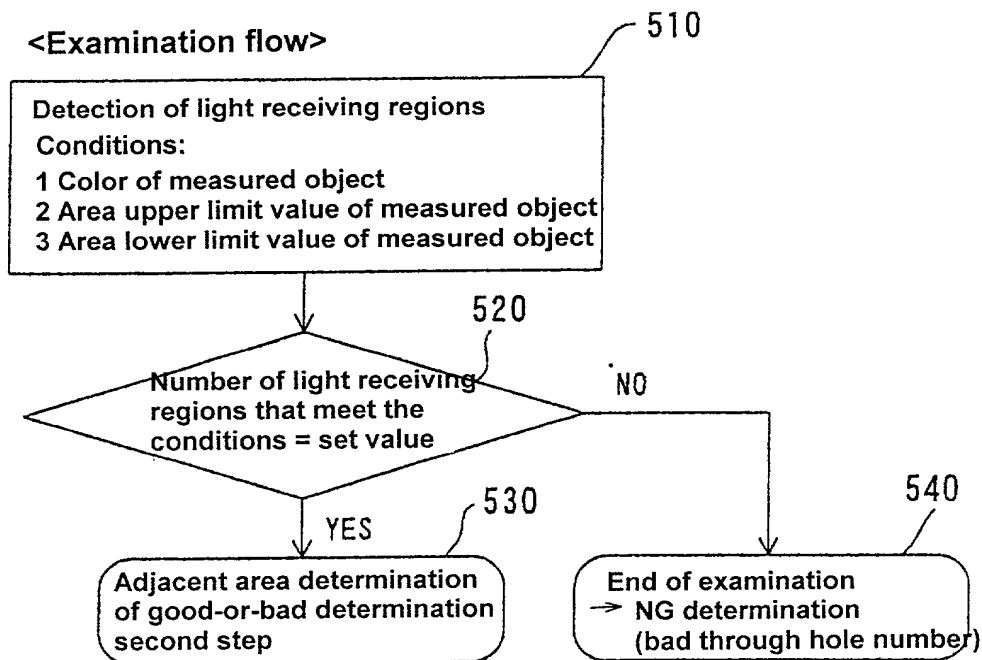 <Examination flow>
510
Detection of light receiving regions
Conditions:
1 Color of measured object
2 Area upper limit value of measured object
3 Area lower limit value of measured object
520
Number of light receiving
regions that meet the
conditions = set value
NO
YES
530
Adjacent area determination
of good-or-bad determination
second step
540
End of examination
→ NG determination
(bad through hole number)